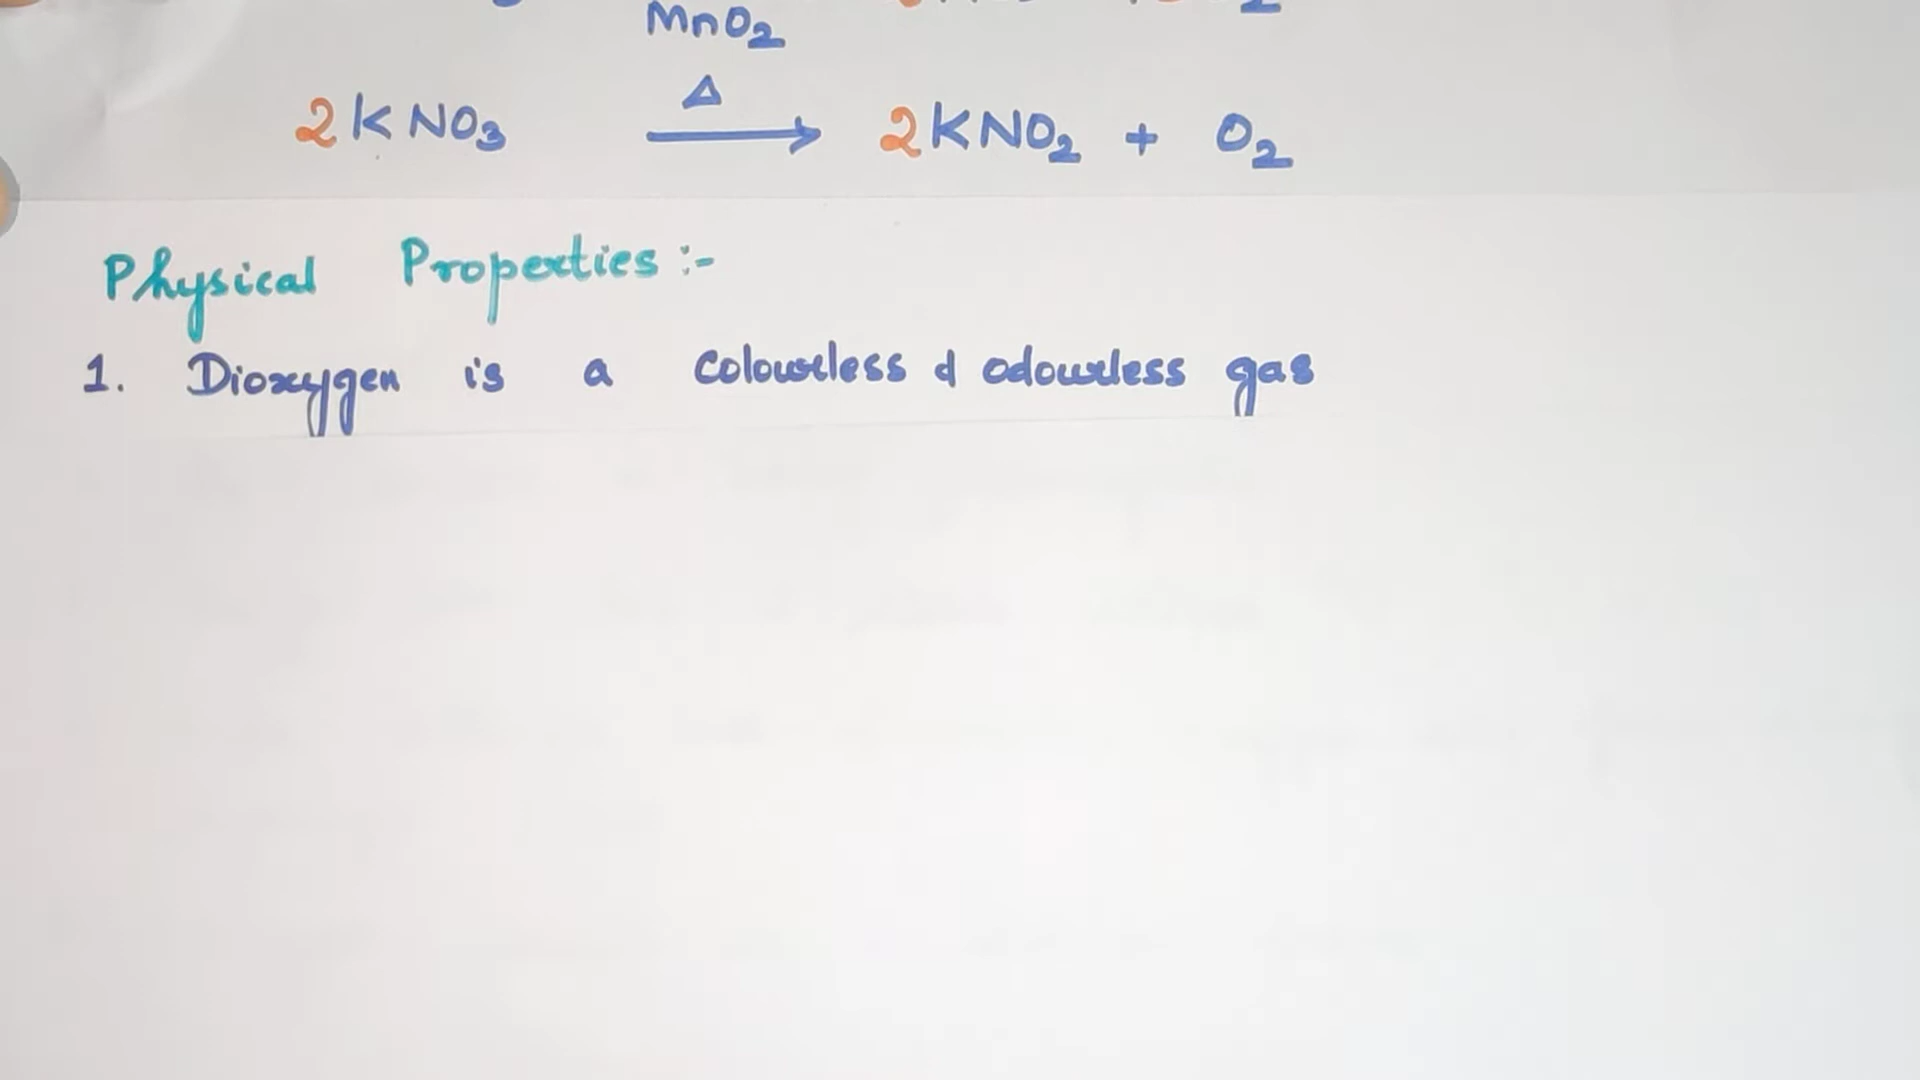 MnO₂
2KNO₃ →Δ 2KNO₂ + O₂
Physical Properties :-
1. Dioxygen is a Colourless & odourless gas